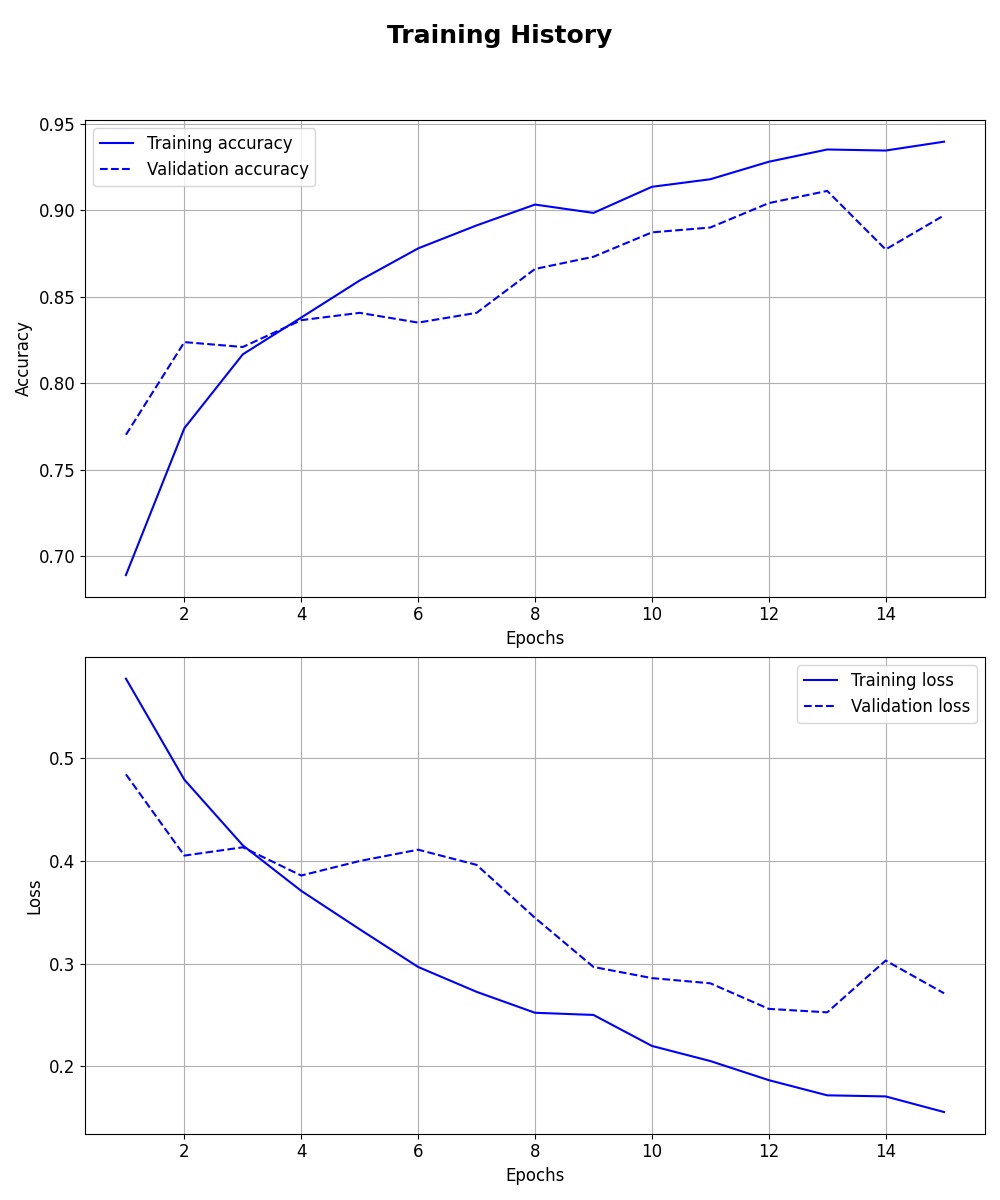 Training History
0.95
0.90
0.85
0.80
0.75
0.70
Accuracy
Training accuracy
Validation accuracy
2 4 6 8 10 12 14
Epochs
0.5
0.4
0.3
0.2
Loss
Training loss
Validation loss
2 4 6 8 10 12 14
Epochs